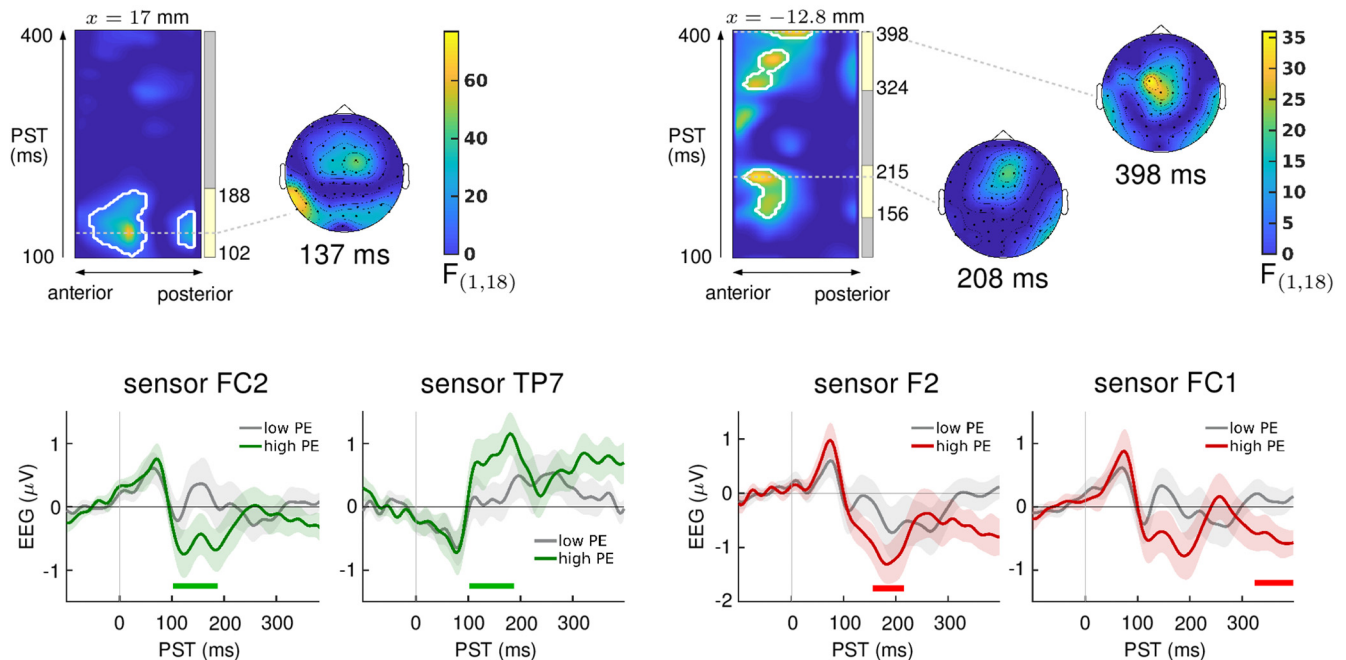 x = 17 mm
400
PST
(ms)
100
188
102
anterior
posterior
137 ms
60
40
20
0
F(1,18)
x = −12.8 mm
400
PST
(ms)
100
398
324
215
156
anterior
posterior
208 ms
398 ms
35
30
25
20
15
10
5
0
F(1,18)
sensor FC2
EEG (μV)
1
0
-1
low PE
high PE
0 100 200 300
PST (ms)
sensor TP7
1
0
-1
low PE
high PE
0 100 200 300
PST (ms)
sensor F2
EEG (μV)
1
0
-1
-2
low PE
high PE
0 100 200 300
PST (ms)
sensor FC1
1
0
-1
low PE
high PE
0 100 200 300
PST (ms)